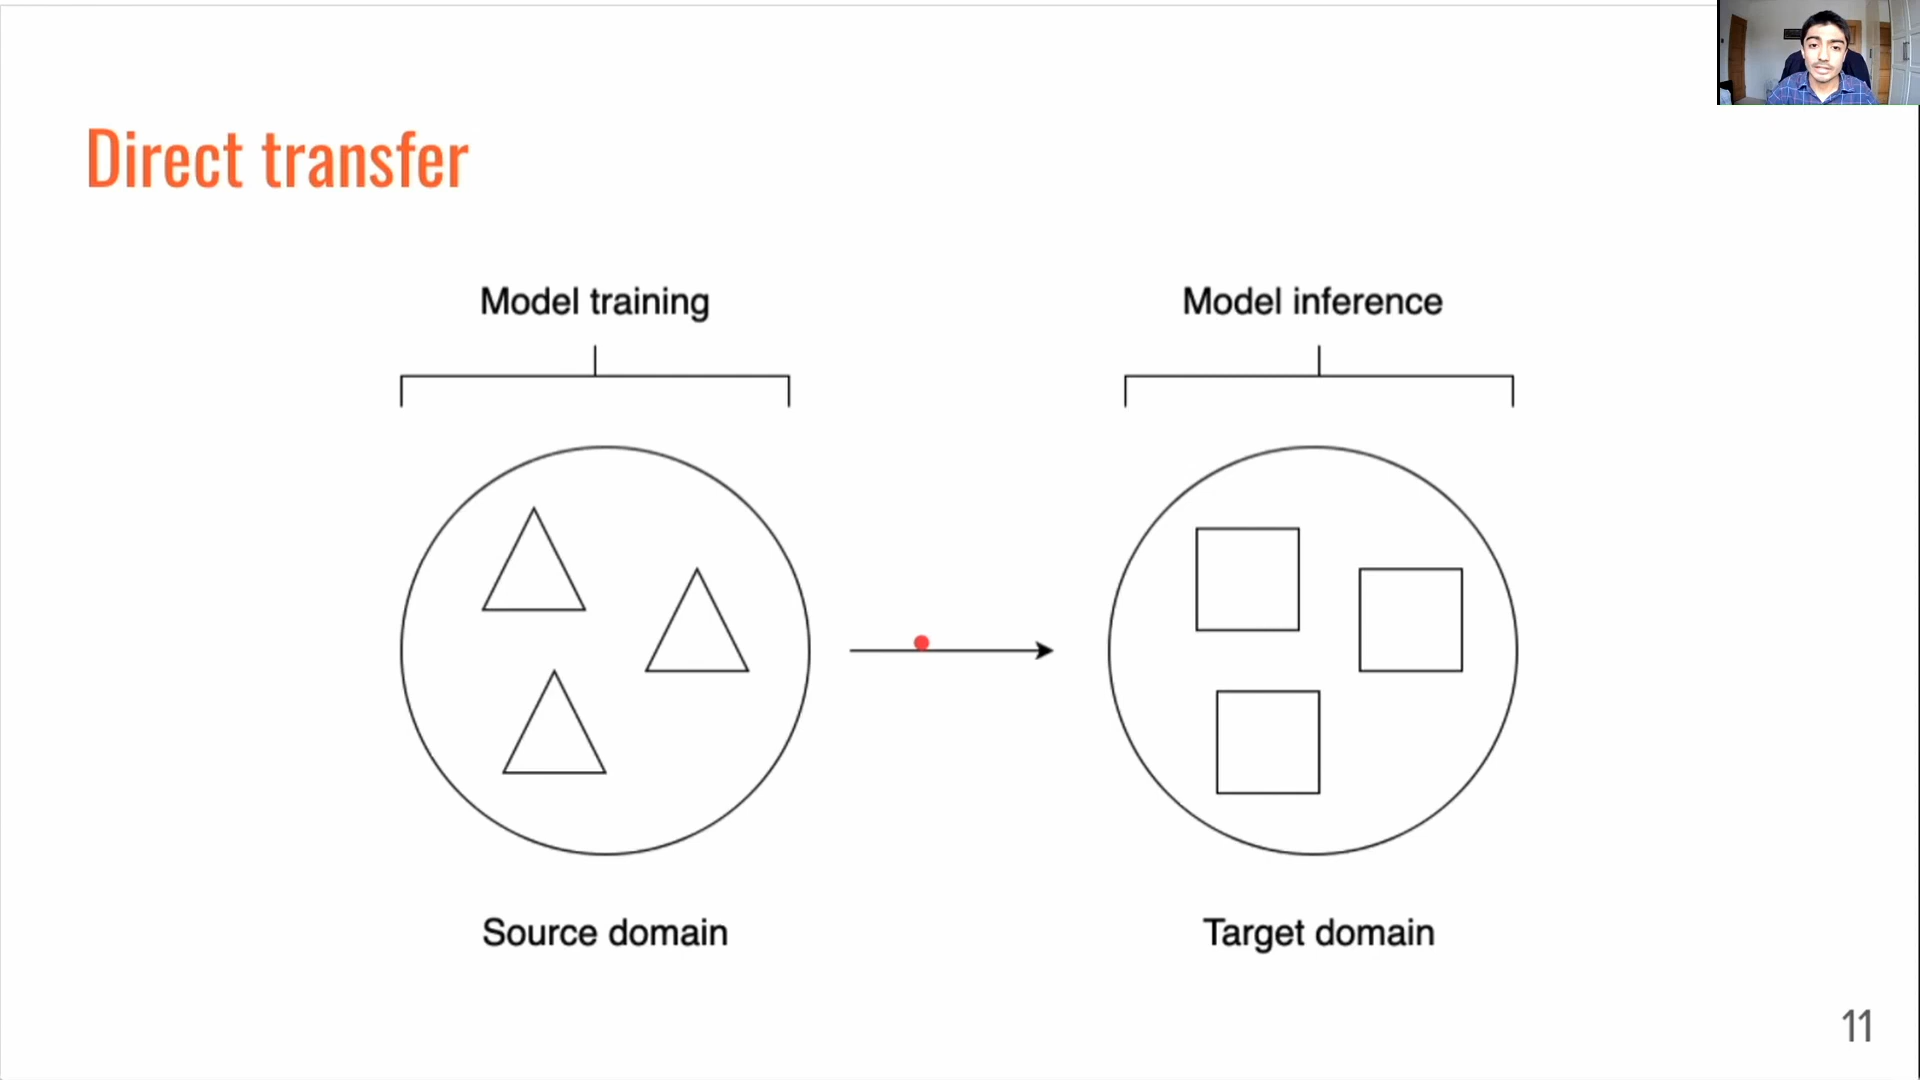 Direct transfer
Model training
Model inference
Source domain
Target domain
11